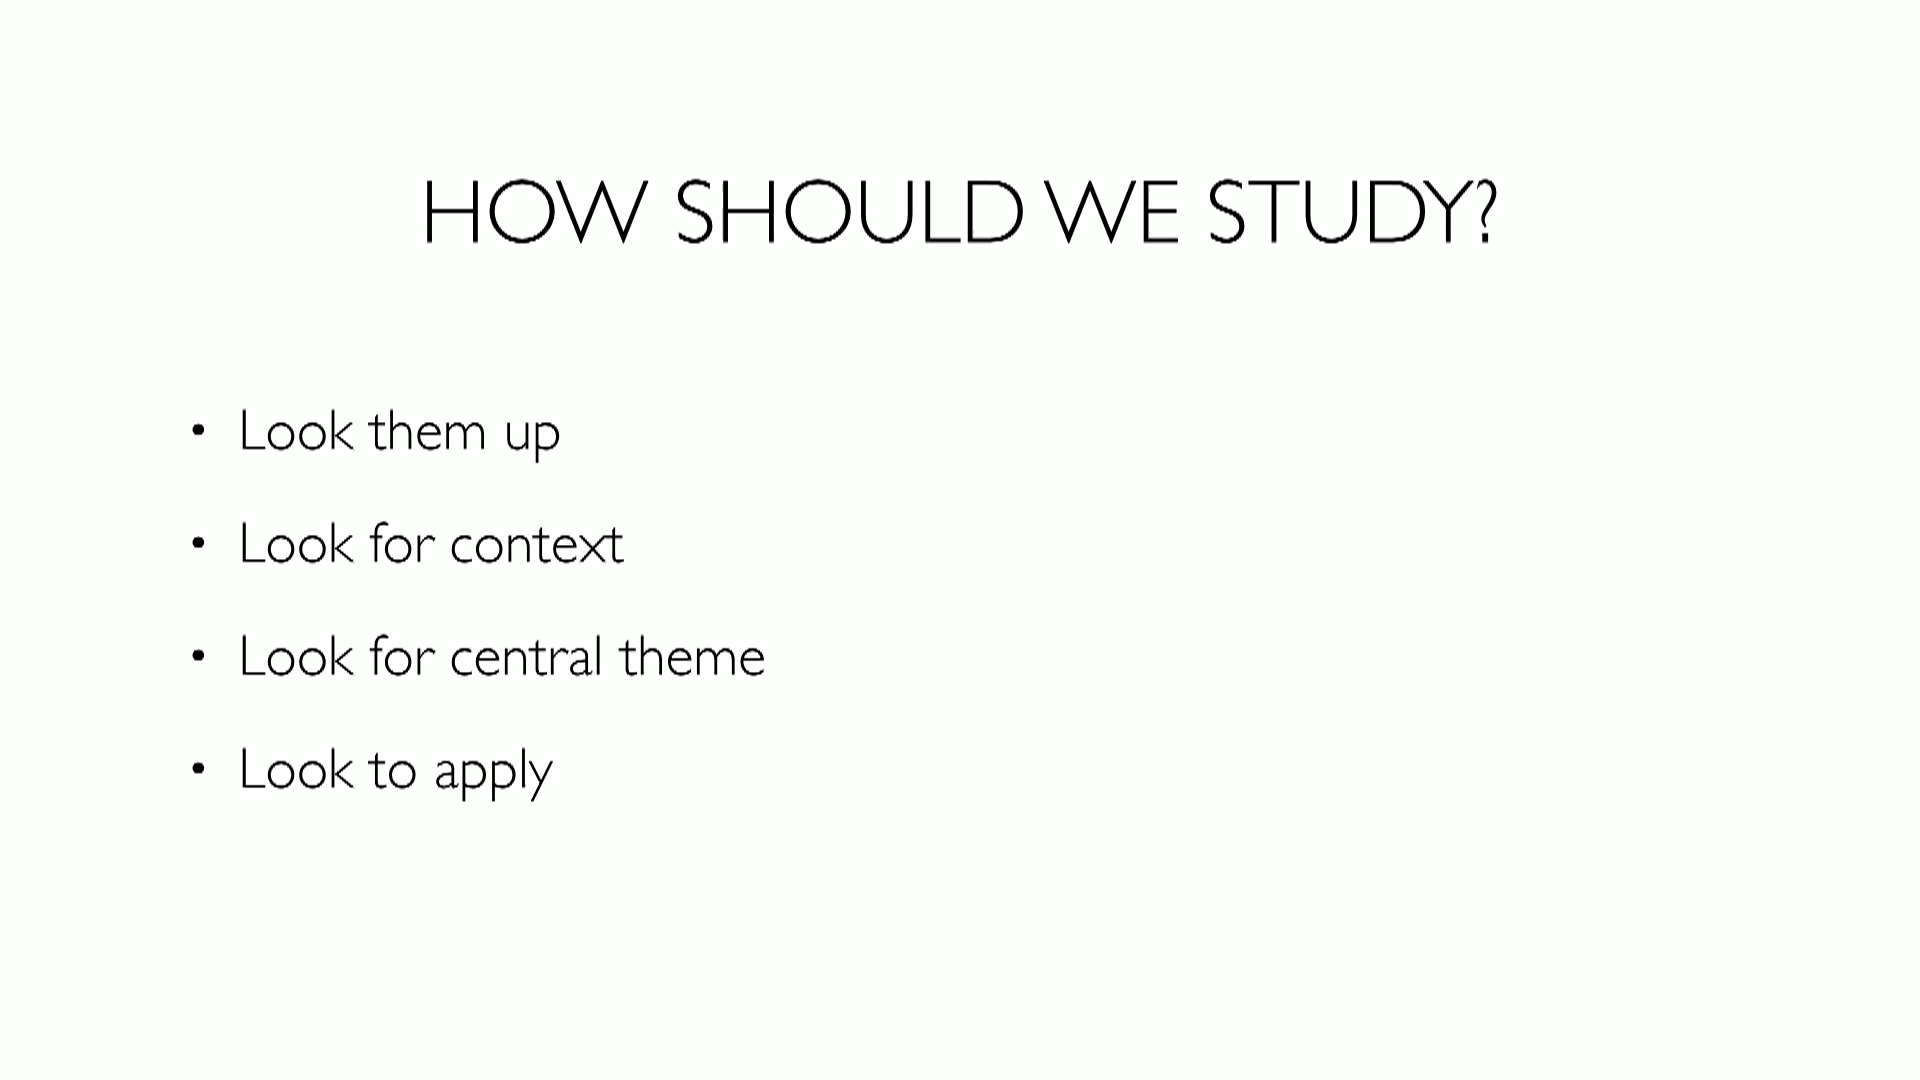 HOW SHOULD WE STUDY?
• Look them up
• Look for context
• Look for central theme
• Look to apply